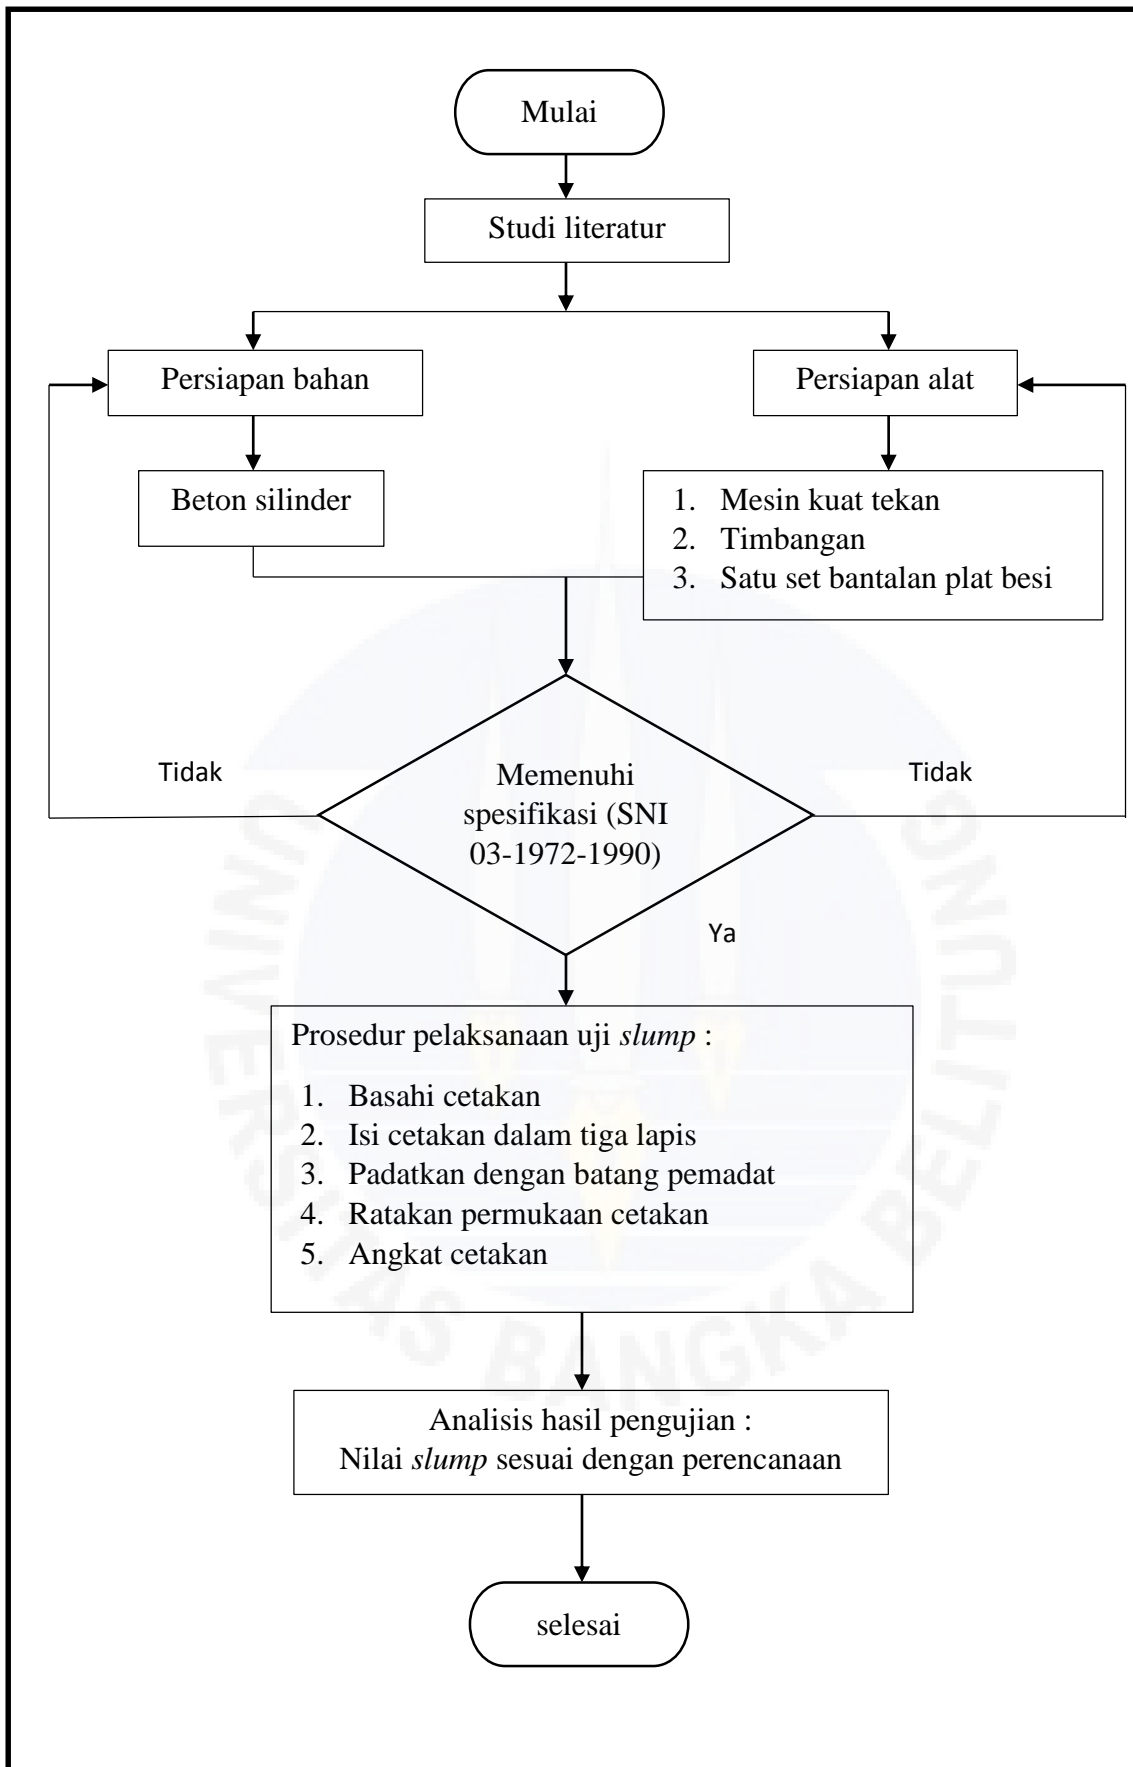 Mulai
Studi literatur
Persiapan bahan
Persiapan alat
Beton silinder
1. Mesin kuat tekan
2. Timbangan
3. Satu set bantalan plat besi
Tidak
Memenuhi
spesifikasi (SNI
03-1972-1990)
Tidak
Ya
Prosedur pelaksanaan uji slump :
1. Basahi cetakan
2. Isi cetakan dalam tiga lapis
3. Padatkan dengan batang pemadat
4. Ratakan permukaan cetakan
5. Angkat cetakan
Analisis hasil pengujian :
Nilai slump sesuai dengan perencanaan
selesai
UNIVERSITAS BANGKA BELITUNG